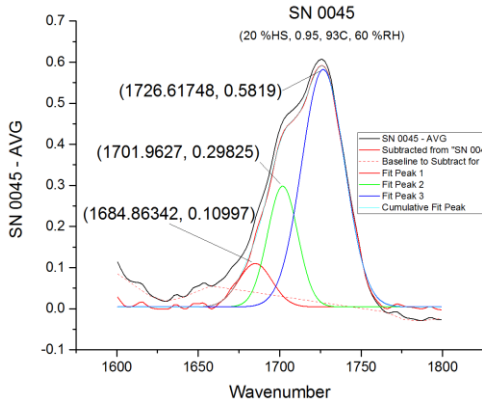 SN 0045
(20 %HS, 0.95, 93C, 60 %RH)
0.7
0.6
0.5
0.4
0.3
0.2
0.1
0.0
-0.1
SN 0045 - AVG
(1726.61748, 0.5819)
(1701.9627, 0.29825)
(1684.86342, 0.10997)
SN 0045 - AVG
Subtracted from "SN 004
Baseline to Subtract for
Fit Peak 1
Fit Peak 2
Fit Peak 3
Cumulative Fit Peak
1600
1650
1700
1750
1800
Wavenumber